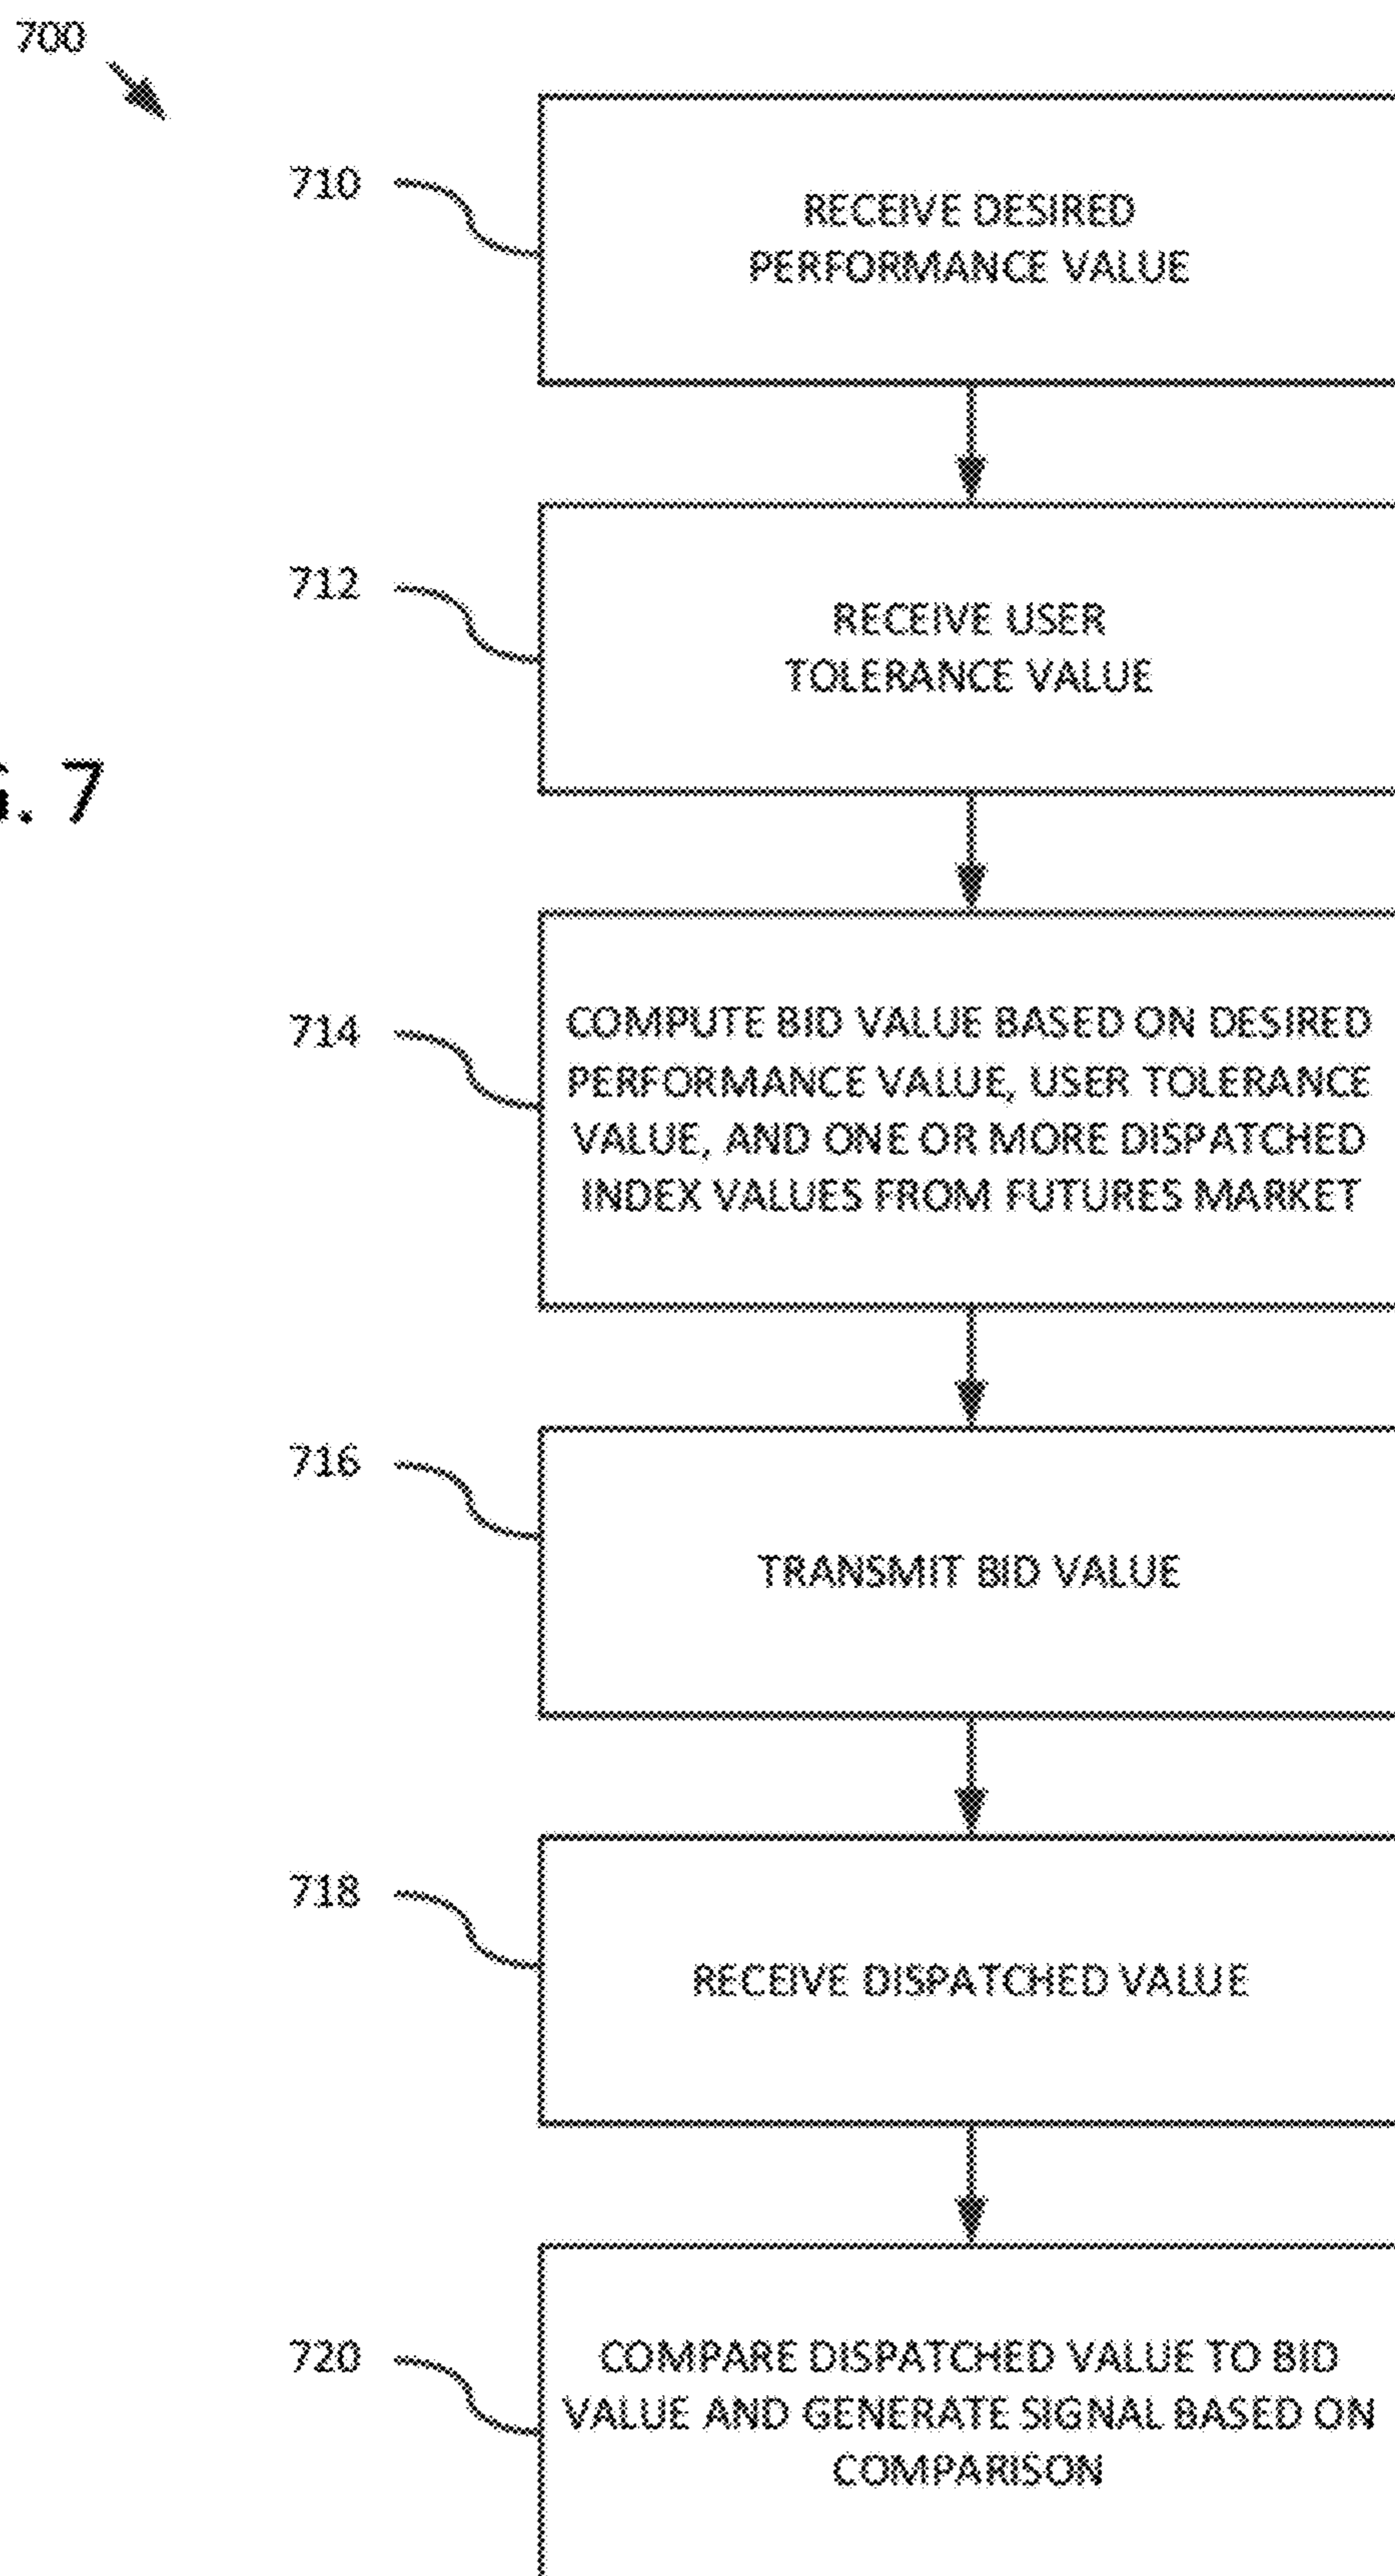 700
710
RECEIVE DESIRED
PERFORMANCE VALUE
712
RECEIVE USER
TOLERANCE VALUE
. 7
714
COMPUTE BID VALUE BASED ON DESIRED
PERFORMANCE VALUE, USER TOLERANCE
VALUE, AND ONE OR MORE DISPATCHED
INDEX VALUES FROM FUTURES MARKET
716
TRANSMIT BID VALUE
718
RECEIVE DISPATCHED VALUE
720
COMPARE DISPATCHED VALUE TO BID
VALUE AND GENERATE SIGNAL BASED ON
COMPARISON